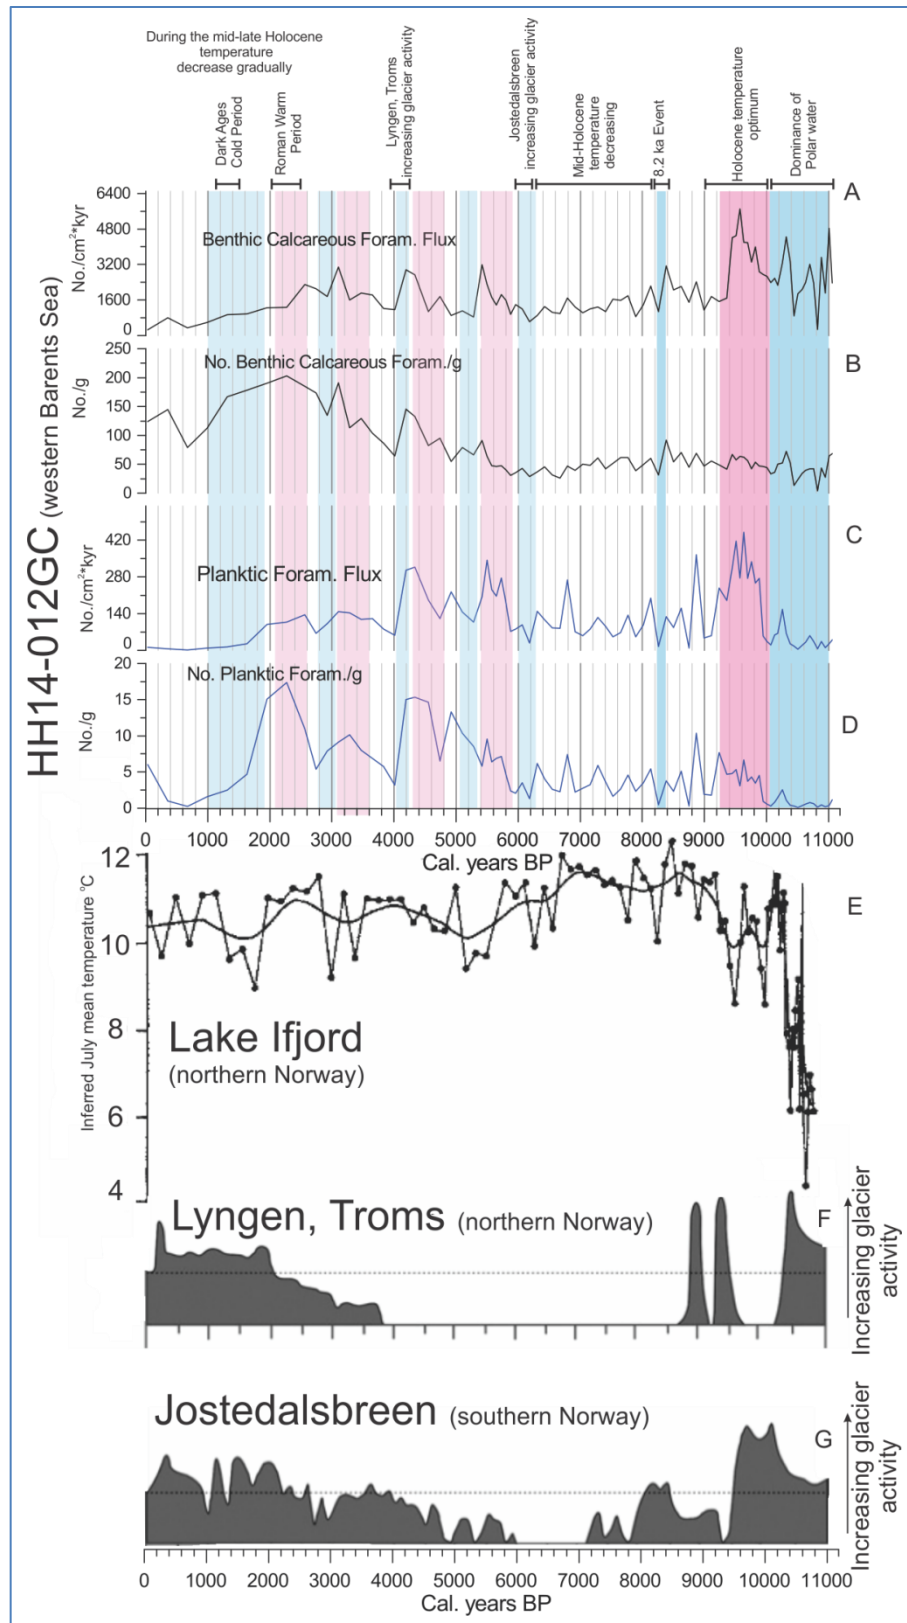 During the mid-late Holocene
temperature
decrease gradually
Dark Ages
Cold Period
Roman Warm
Period
Lyngen, Troms
increasing glacier activity
Jostedalsbreen
increasing glacier activity
Mid-Holocene
temperature
decreasing
8.2 ka Event
Holocene temperature
optimum
Dominance of
Polar water
HH14-012GC (western Barents Sea)
No./cm²*kyr
6400
4800
3200
1600
0
Benthic Calcareous Foram. Flux
A
No./g
250
200
150
100
50
0
No. Benthic Calcareous Foram./g
B
No./cm²*kyr
420
280
140
0
Planktic Foram. Flux
C
No./g
20
15
10
5
0
No. Planktic Foram./g
D
0 1000 2000 3000 4000 5000 6000 7000 8000 9000 10000 11000
Cal. years BP
Inferred July mean temperature °C
12
10
8
6
4
E
Lake Ifjord
(northern Norway)
Lyngen, Troms (northern Norway)
F
Increasing glacier
activity
Jostedalsbreen (southern Norway)
G
Increasing glacier
activity
0 1000 2000 3000 4000 5000 6000 7000 8000 9000 10000 11000
Cal. years BP